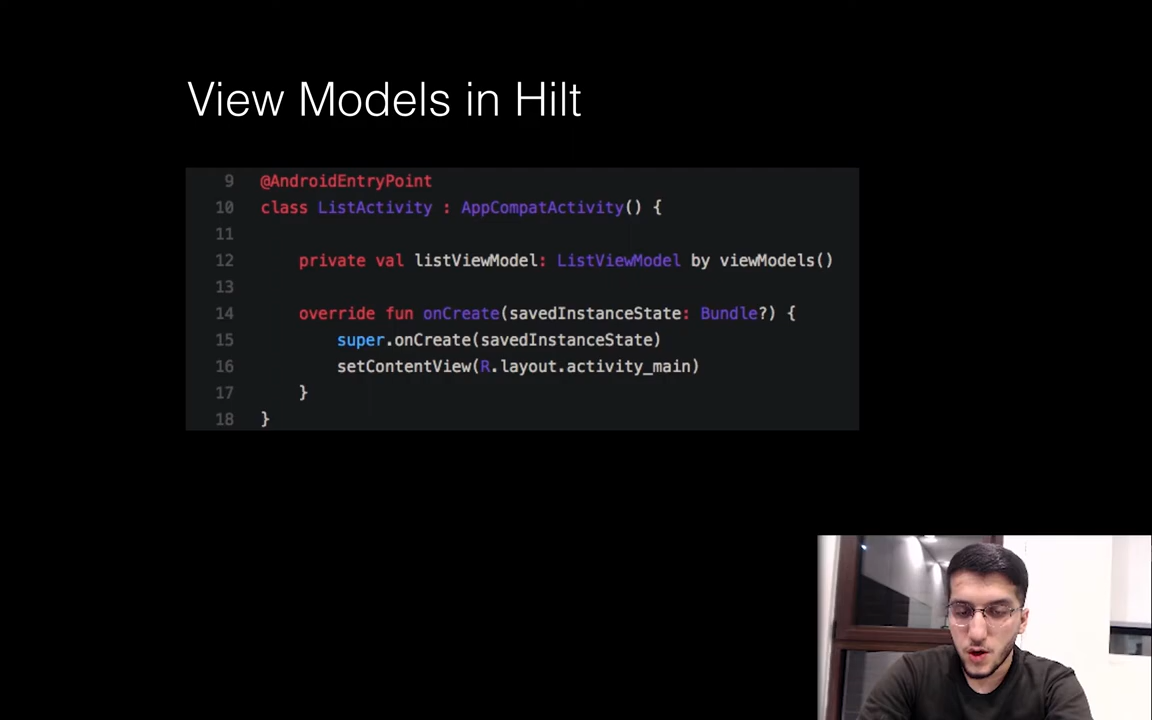 View Models in Hilt
9 @AndroidEntryPoint
10 class ListActivity : AppCompatActivity() {
11
12 private val listViewModel: ListViewModel by viewModels()
13
14 override fun onCreate(savedInstanceState: Bundle?) {
15 super.onCreate(savedInstanceState)
16 setContentView(R.layout.activity_main)
17 }
18 }